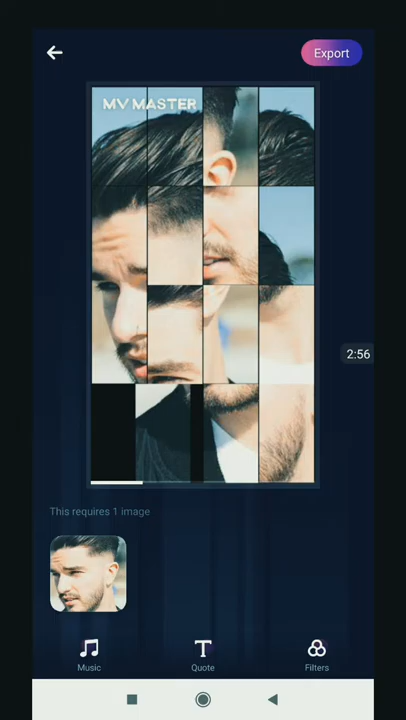 Export
MV MASTER
2:56
This requires 1 image
Music
Quote
Filters